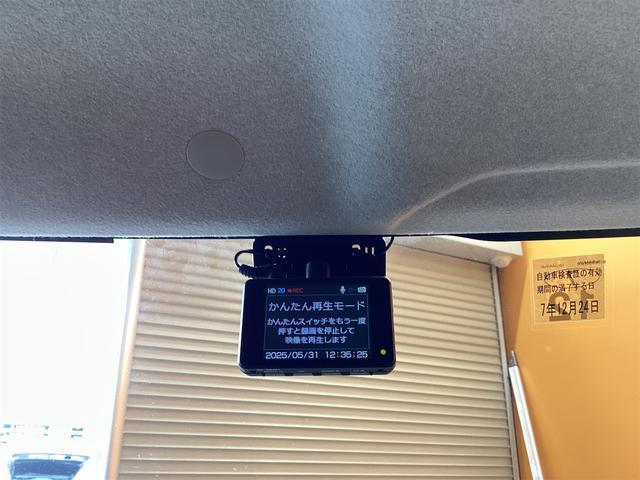 HD 20 ●REC
かんたん再生モード
かんたんスイッチをもう一度
押すと録画を停止して
映像を再生します
2025/05/31 12:35:25
自動車検査証の有効
期間の満了する日
7年12月24日